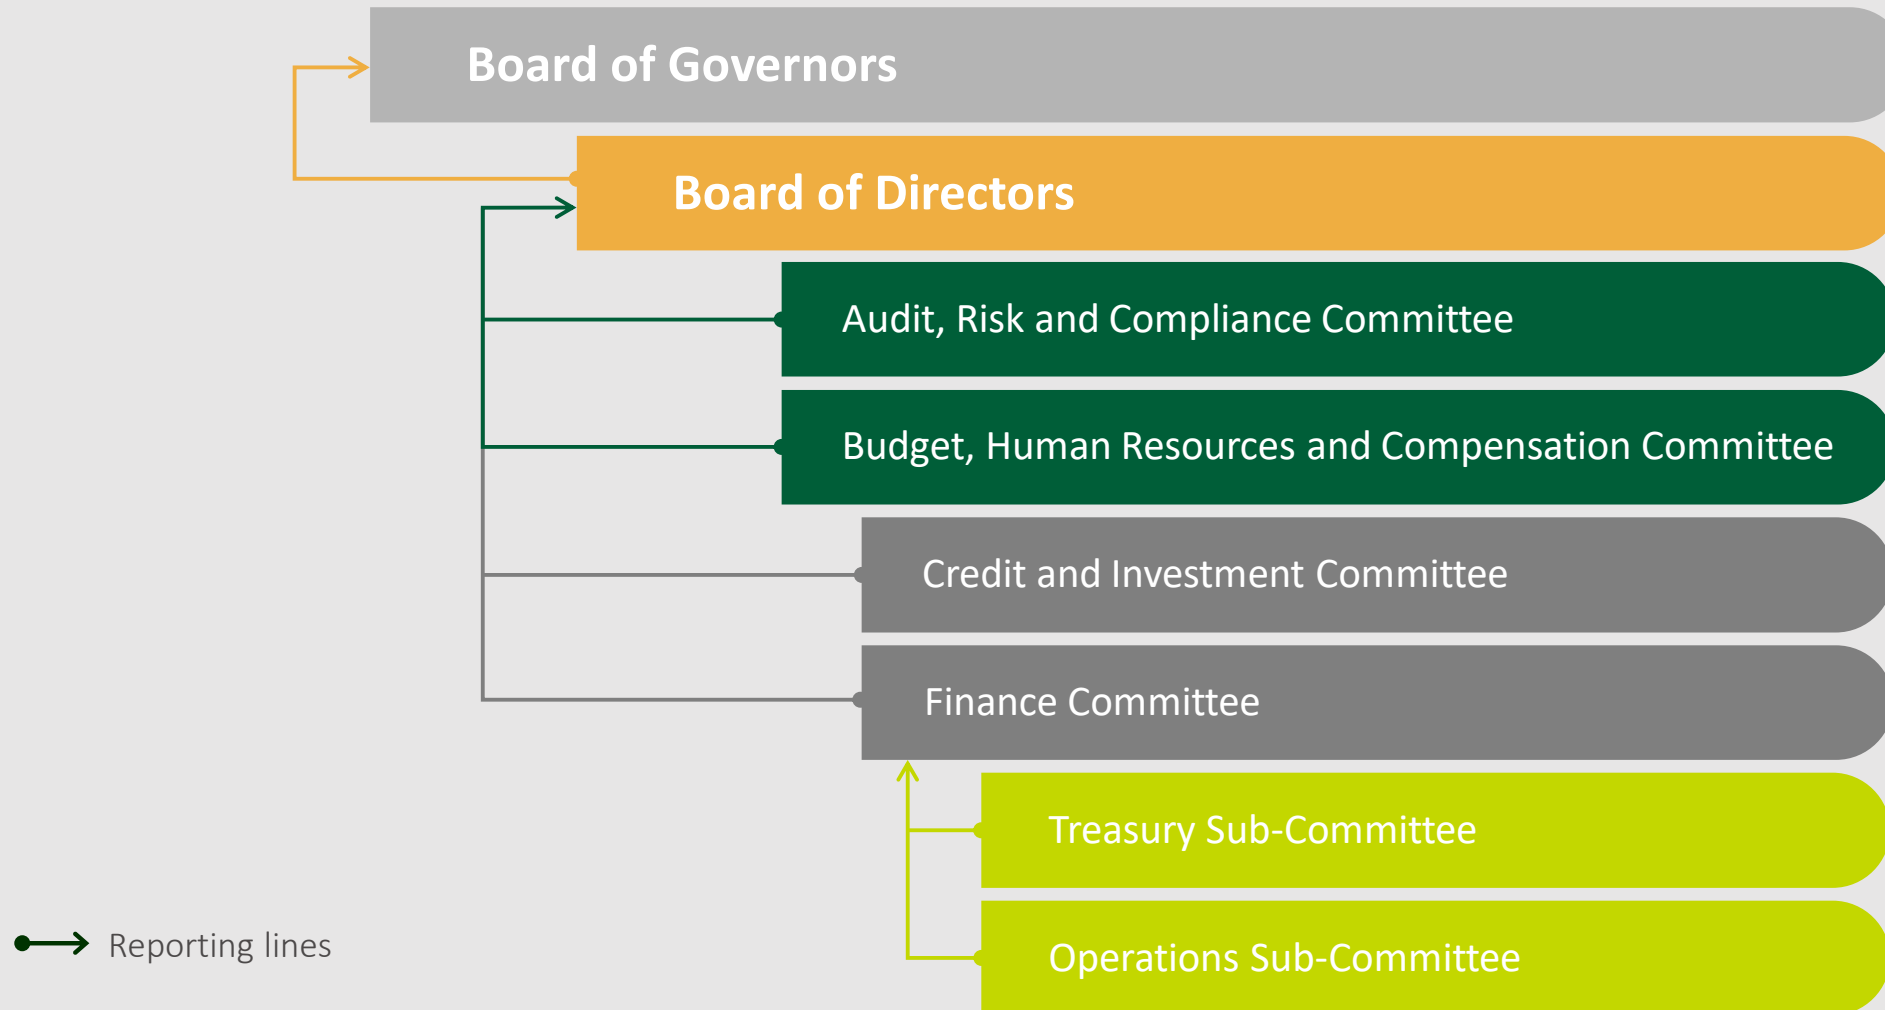 Board of Governors
Board of Directors
Audit, Risk and Compliance Committee
Budget, Human Resources and Compensation Committee
Credit and Investment Committee
Finance Committee
Treasury Sub-Committee
Reporting lines
Operations Sub-Committee